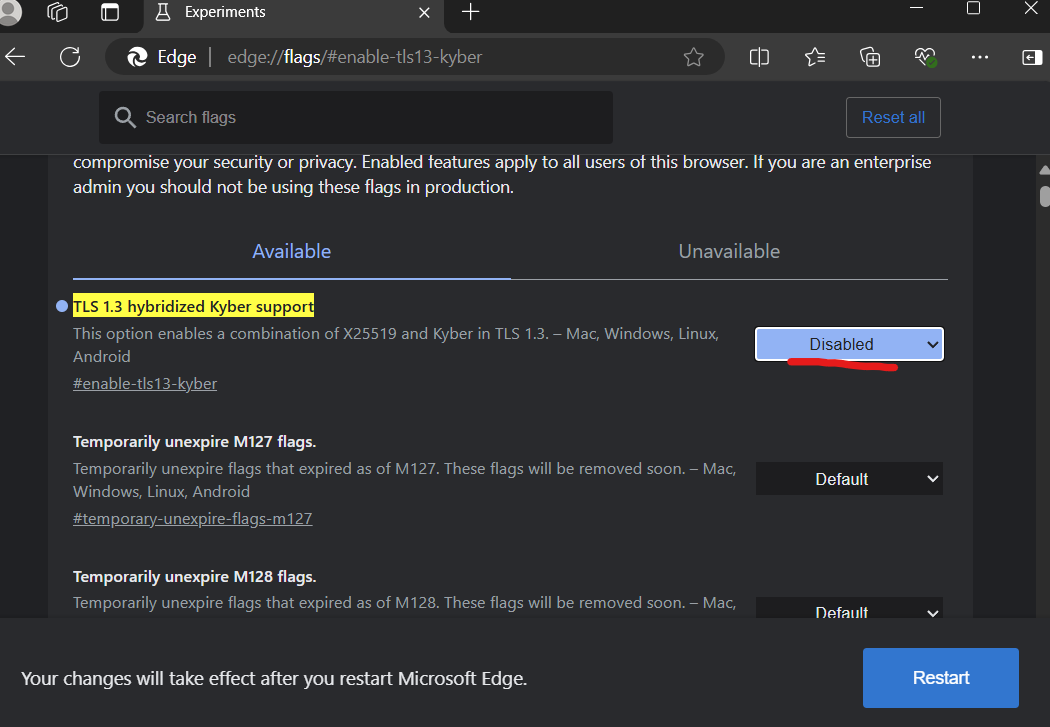 Experiments
Edge
edge://flags/#enable-tls13-kyber
Search flags
Reset all
compromise your security or privacy. Enabled features apply to all users of this browser. If you are an enterprise
admin you should not be using these flags in production.
Available
Unavailable
TLS 1.3 hybridized Kyber support
This option enables a combination of X25519 and Kyber in TLS 1.3. – Mac, Windows, Linux,
Android
#enable-tls13-kyber
Disabled
Temporarily unexpire M127 flags.
Temporarily unexpire flags that expired as of M127. These flags will be removed soon. – Mac,
Windows, Linux, Android
#temporary-unexpire-flags-m127
Default
Temporarily unexpire M128 flags.
Temporarily unexpire flags that expired as of M128. These flags will be removed soon. – Mac,
Default
Your changes will take effect after you restart Microsoft Edge.
Restart